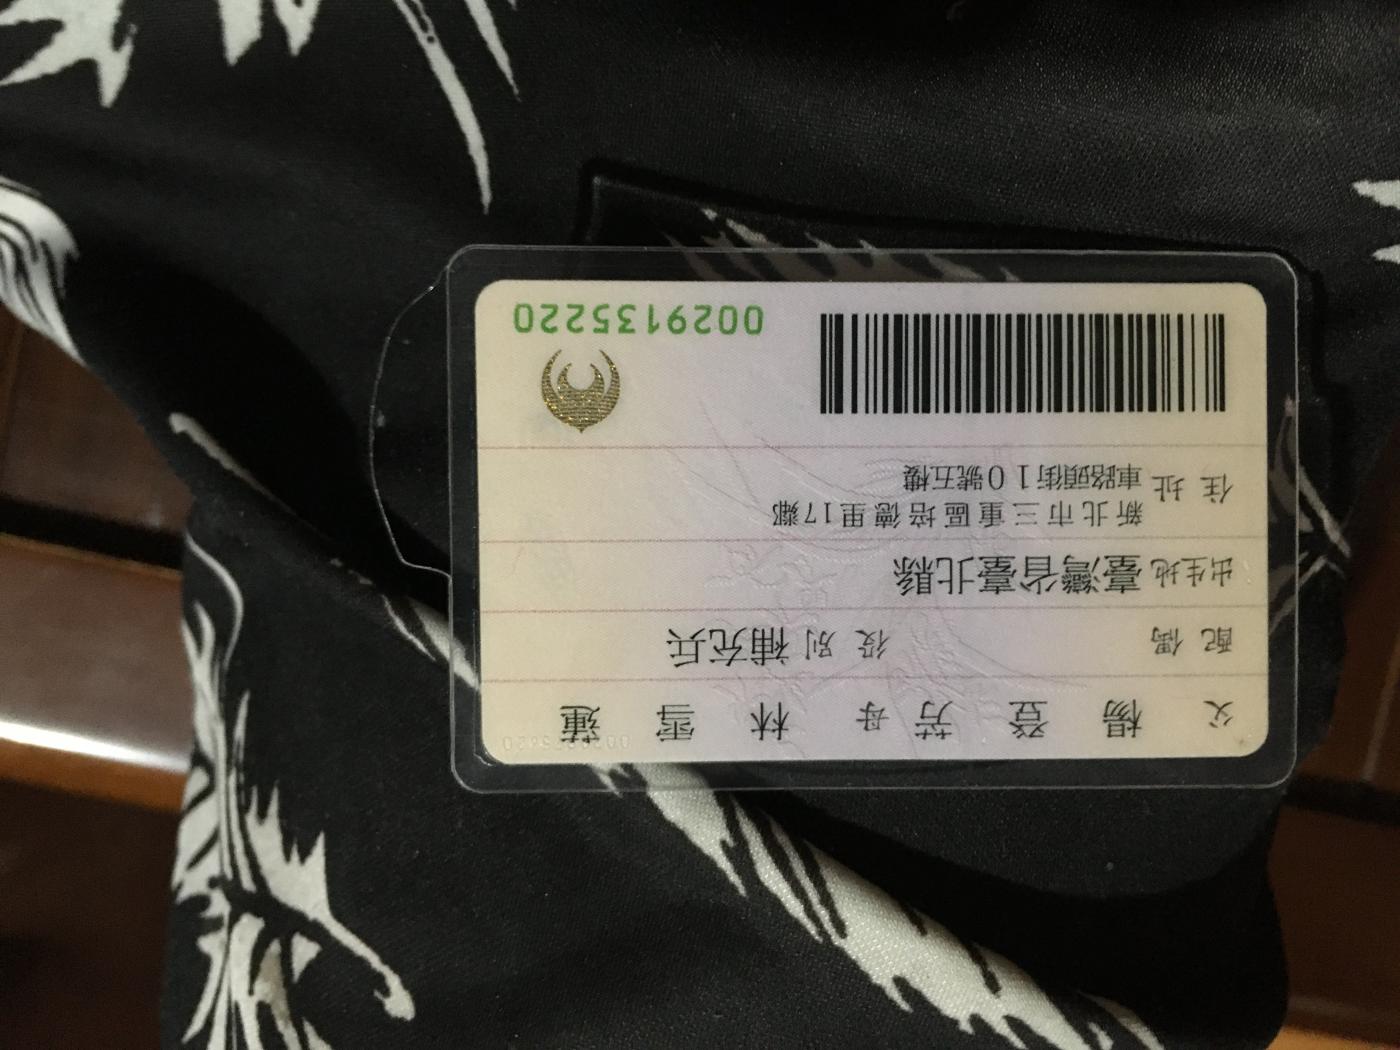 父 楊登芳 母 林雪蓮
配偶 役別 補充兵
出生地 臺灣省臺北縣
住址 新北市三重區培德里17鄰
車路頭街10號五樓
0029135220